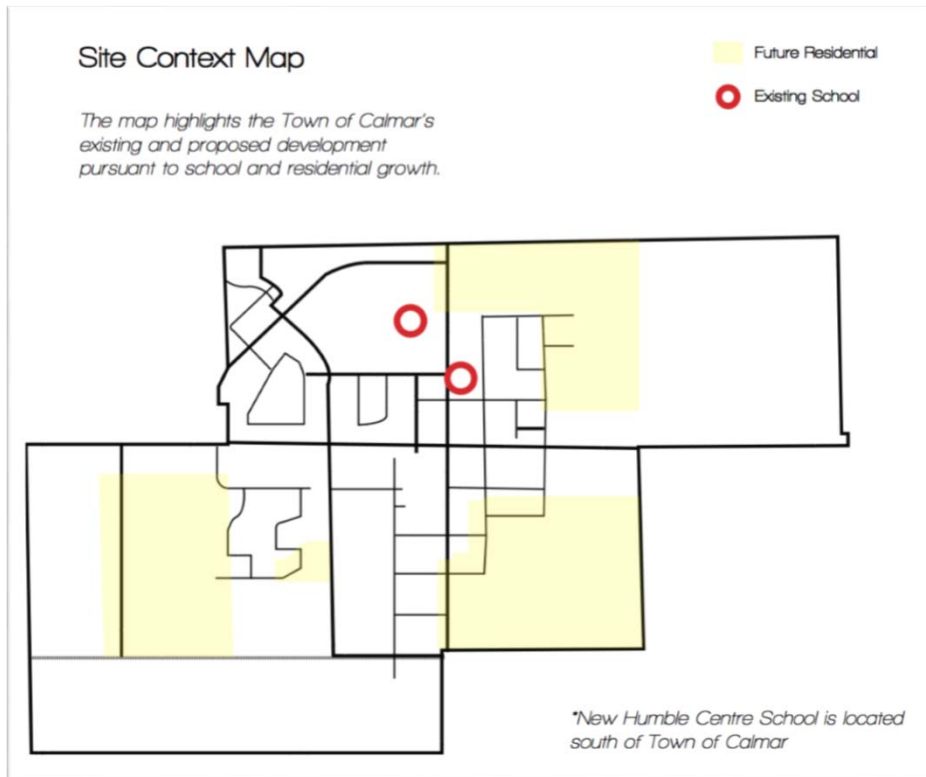 Site Context Map
Future Residential
Existing School
The map highlights the Town of Calmar's
existing and proposed development
pursuant to school and residential growth.
*New Humble Centre School is located
south of Town of Calmar